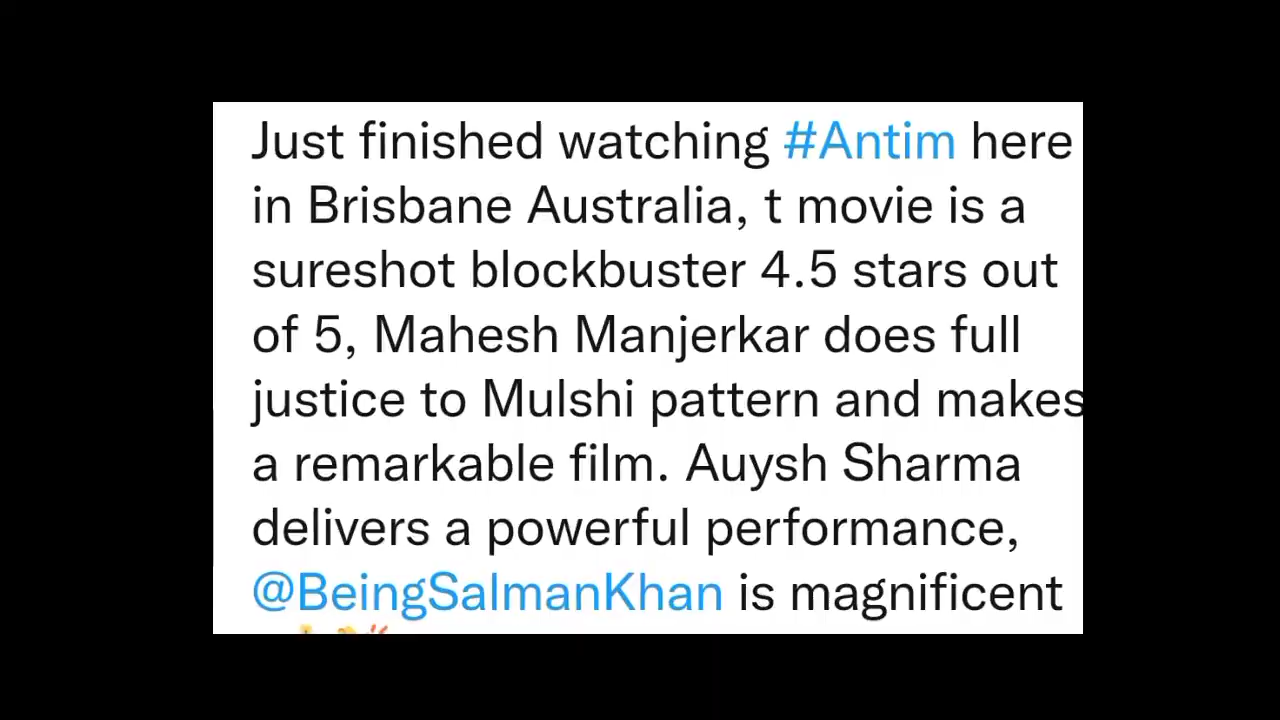 Just finished watching #Antim here
in Brisbane Australia, t movie is a
sureshot blockbuster 4.5 stars out
of 5, Mahesh Manjerkar does full
justice to Mulshi pattern and makes
a remarkable film. Auysh Sharma
delivers a powerful performance,
@BeingSalmanKhan is magnificent